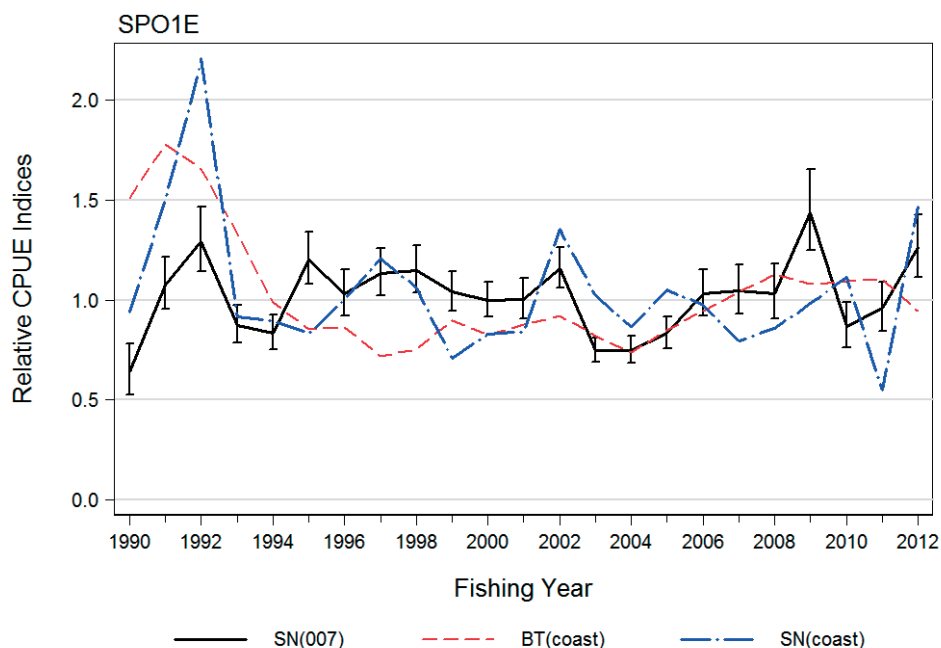 SPO1E
Relative CPUE Indices
2.0
1.5
1.0
0.5
0.0
1990 1992 1994 1996 1998 2000 2002 2004 2006 2008 2010 2012
Fishing Year
SN(007) BT(coast) SN(coast)